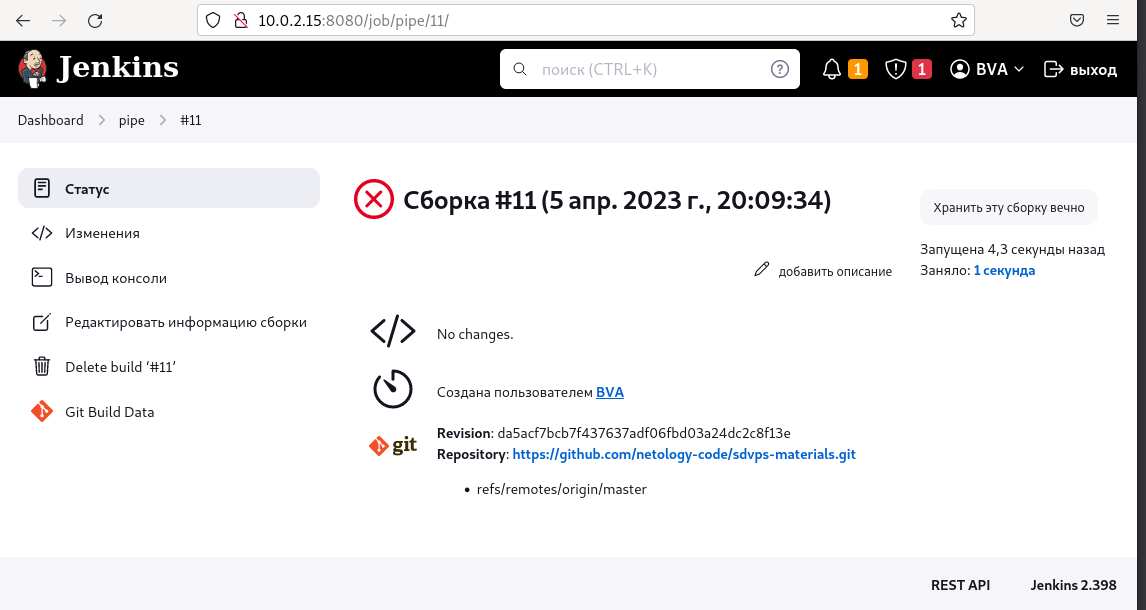 10.0.2.15:8080/job/pipe/11/
Jenkins
поиск (CTRL+K)
?
1
1
BVA
выход
Dashboard
pipe
#11
Статус
Изменения
Вывод консоли
Редактировать информацию сборки
Delete build ‘#11’
Git Build Data
Сборка #11 (5 апр. 2023 г., 20:09:34)
Хранить эту сборку вечно
Запущена 4,3 секунды назад
Заняло: 1 секунда
добавить описание
No changes.
Создана пользователем BVA
git
Revision: da5acf7bcb7f437637adf06fbd03a24dc2c8f13e
Repository: https://github.com/netology-code/sdvps-materials.git
• refs/remotes/origin/master
REST API
Jenkins 2.398